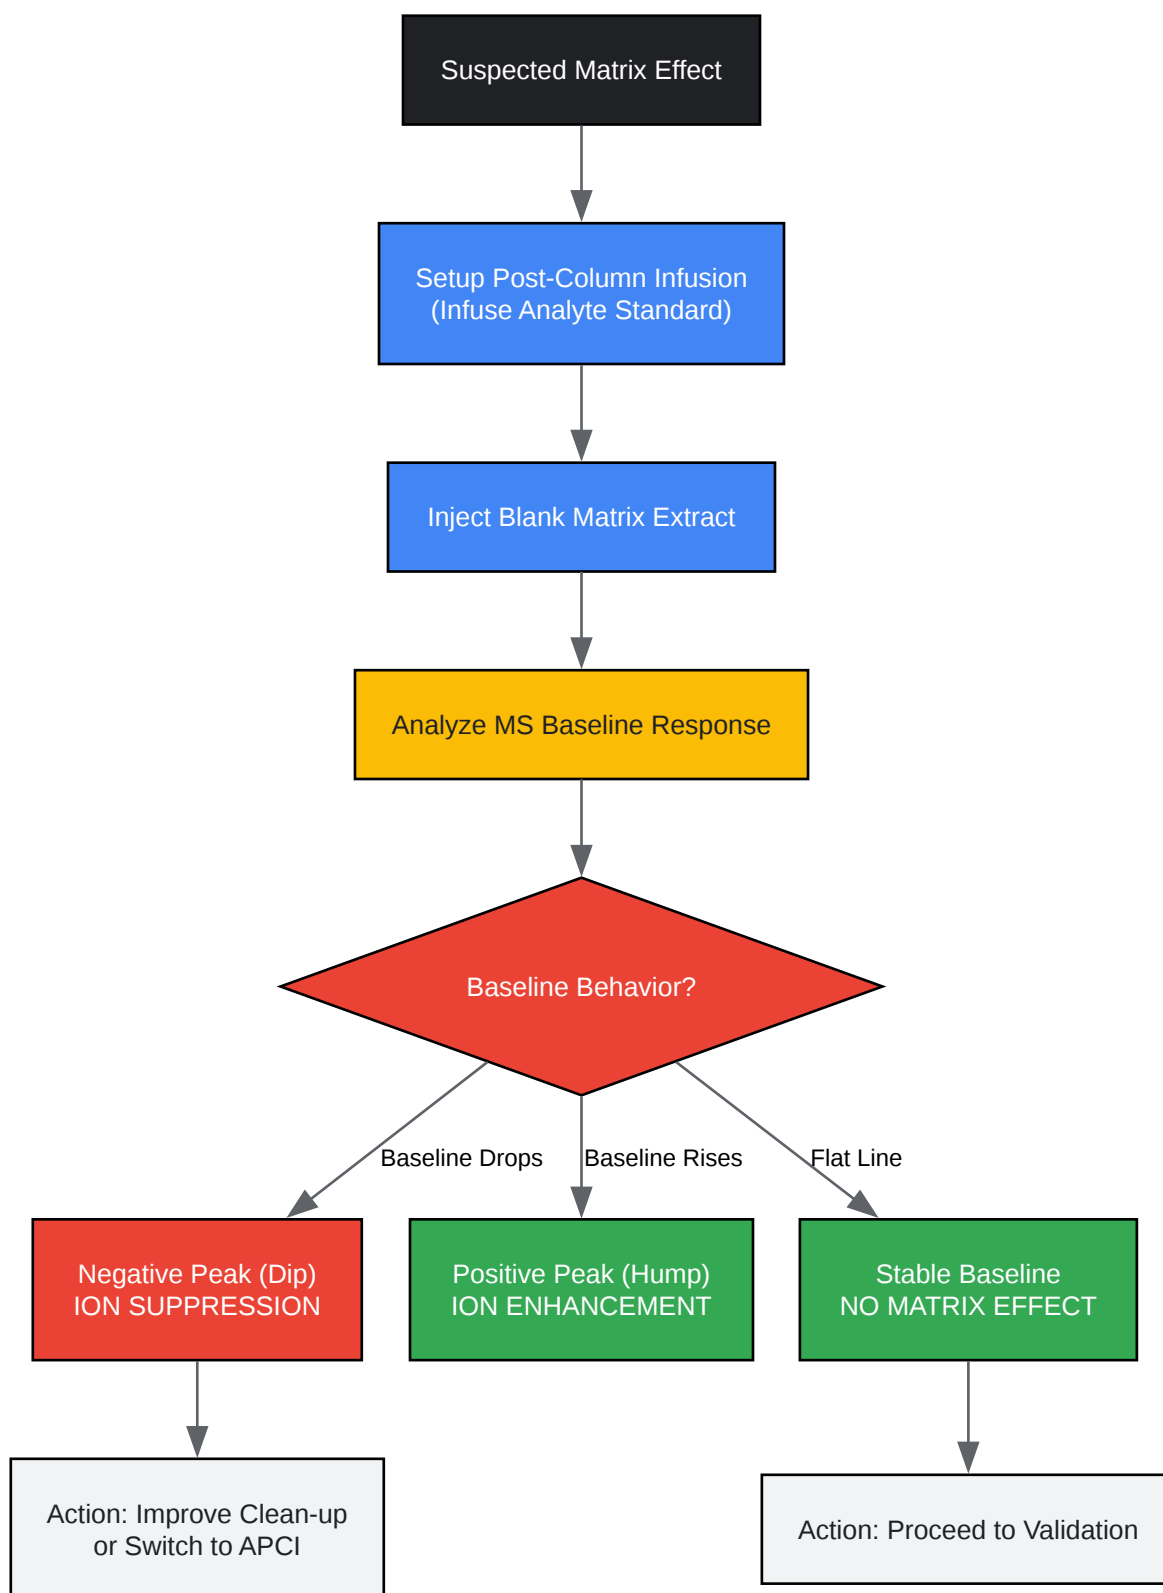 Suspected Matrix Effect
Setup Post-Column Infusion
(Infuse Analyte Standard)
Inject Blank Matrix Extract
Analyze MS Baseline Response
Baseline Behavior?
Baseline Drops
Baseline Rises
Flat Line
Negative Peak (Dip)
ION SUPPRESSION
Positive Peak (Hump)
ION ENHANCEMENT
Stable Baseline
NO MATRIX EFFECT
Action: Improve Clean-up
or Switch to APCI
Action: Proceed to Validation